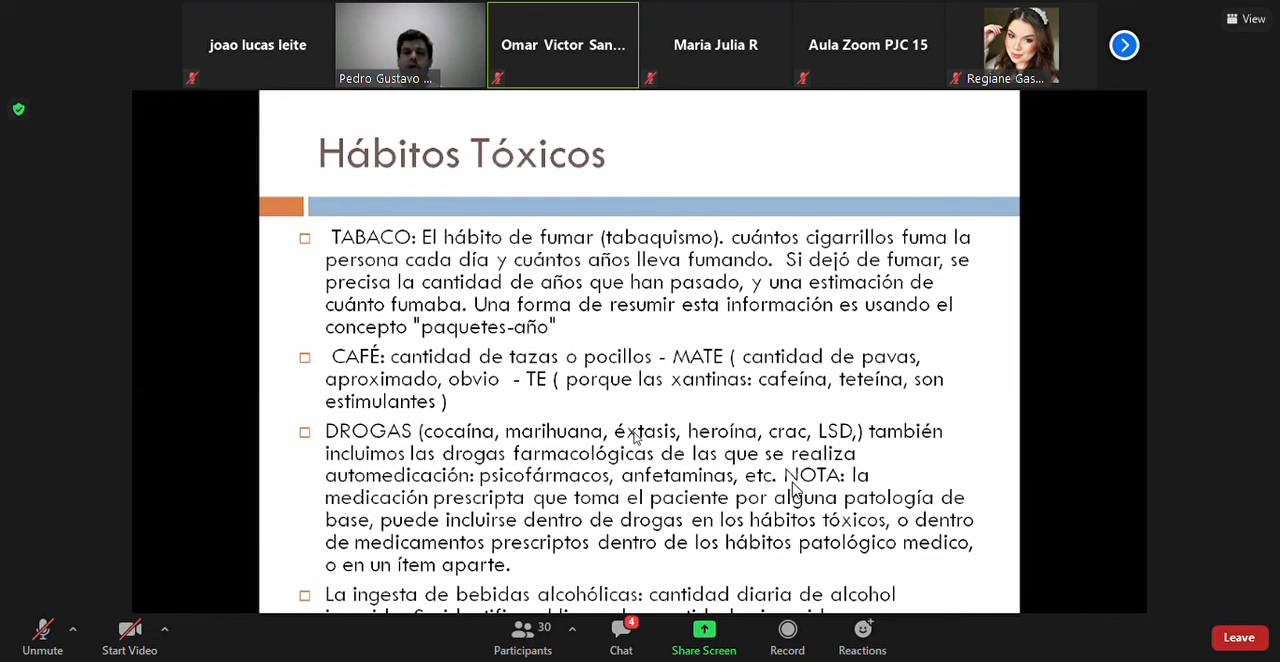 joao lucas leite
Pedro Gustavo ...
Omar Victor San...
Maria Julia R
Aula Zoom PJC 15
Regiane Gas...
View
Hábitos Tóxicos
TABACO: El hábito de fumar (tabaquismo). cuántos cigarrillos fuma la
persona cada día y cuántos años lleva fumando. Si dejó de fumar, se
precisa la cantidad de años que han pasado, y una estimación de
cuánto fumaba. Una forma de resumir esta información es usando el
concepto "paquetes-año"
CAFÉ: cantidad de tazas o pocillos - MATE ( cantidad de pavas,
aproximado, obvio - TE ( porque las xantinas: cafeína, teteína, son
estimulantes )
DROGAS (cocaína, marihuana, éxtasis, heroína, crac, LSD,) también
incluimos las drogas farmacológicas de las que se realiza
automedicación: psicofármacos, anfetaminas, etc. NOTA: la
medicación prescripta que toma el paciente por alguna patología de
base, puede incluirse dentro de drogas en los hábitos tóxicos, o dentro
de medicamentos prescriptos dentro de los hábitos patológico medico,
o en un ítem aparte.
La ingesta de bebidas alcohólicas: cantidad diaria de alcohol
Unmute
Start Video
30
Participants
4
Chat
Share Screen
Record
Reactions
Leave